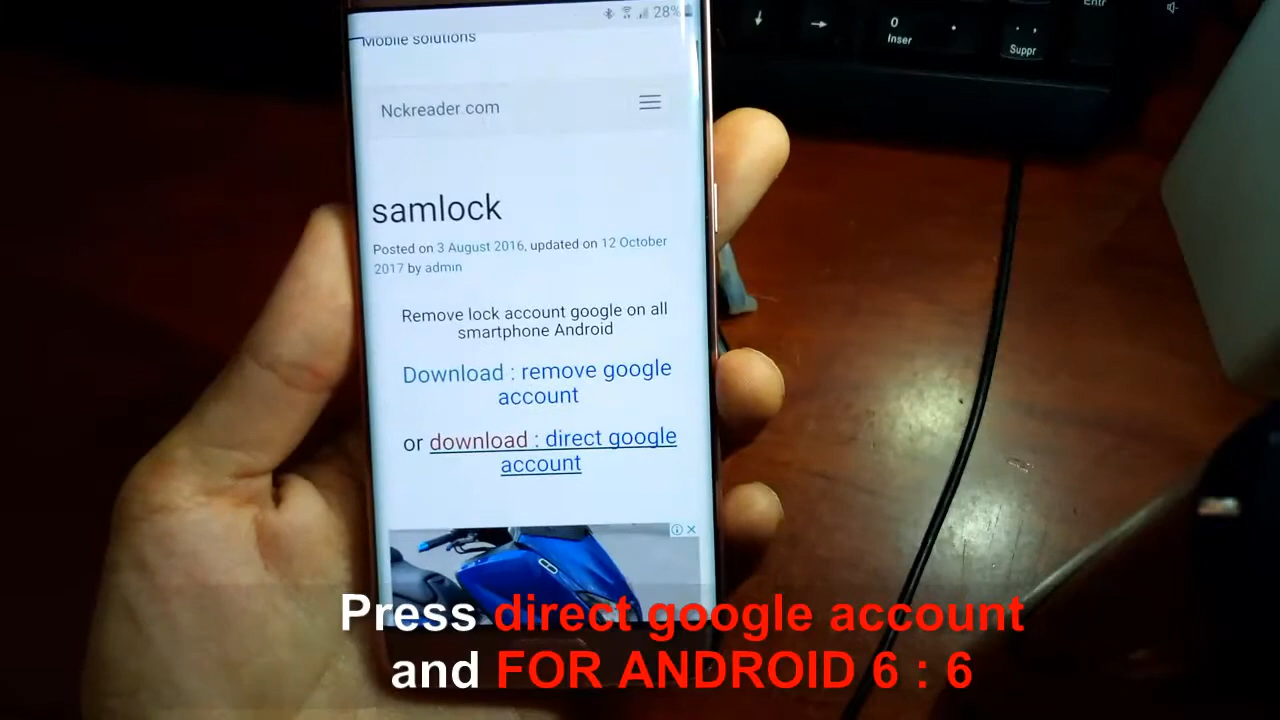 28%
Mobile solutions
Nckreader.com
samlock
Posted on 3 August 2016, updated on 12 October
2017 by admin
Remove lock account google on all
smartphone Android
Download : remove google
account
or download : direct google
account
Press direct google account
and FOR ANDROID 6 : 6
0
Inser
.
Suppr
Entr